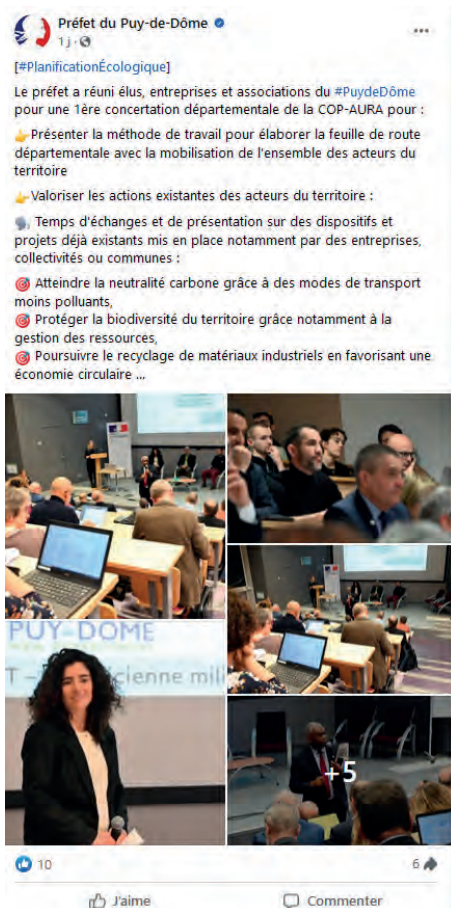 Préfet du Puy-de-Dôme
1 j
[#PlanificationÉcologique]
Le préfet a réuni élus, entreprises et associations du #PuydeDôme
pour une 1ère concertation départementale de la COP-AURA pour :
👉Présenter la méthode de travail pour élaborer la feuille de route
départementale avec la mobilisation de l'ensemble des acteurs du
territoire
👉Valoriser les actions existantes des acteurs du territoire :
🗣️ Temps d'échanges et de présentation sur des dispositifs et
projets déjà existants mis en place notamment par des entreprises,
collectivités ou communes :
🎯 Atteindre la neutralité carbone grâce à des modes de transport
moins polluants,
🎯 Protéger la biodiversité du territoire grâce notamment à la
gestion des ressources,
🎯 Poursuivre le recyclage de matériaux industriels en favorisant une
économie circulaire ...
PUY-DOME
T - cienne mili
+5
10
6
J'aime
Commenter